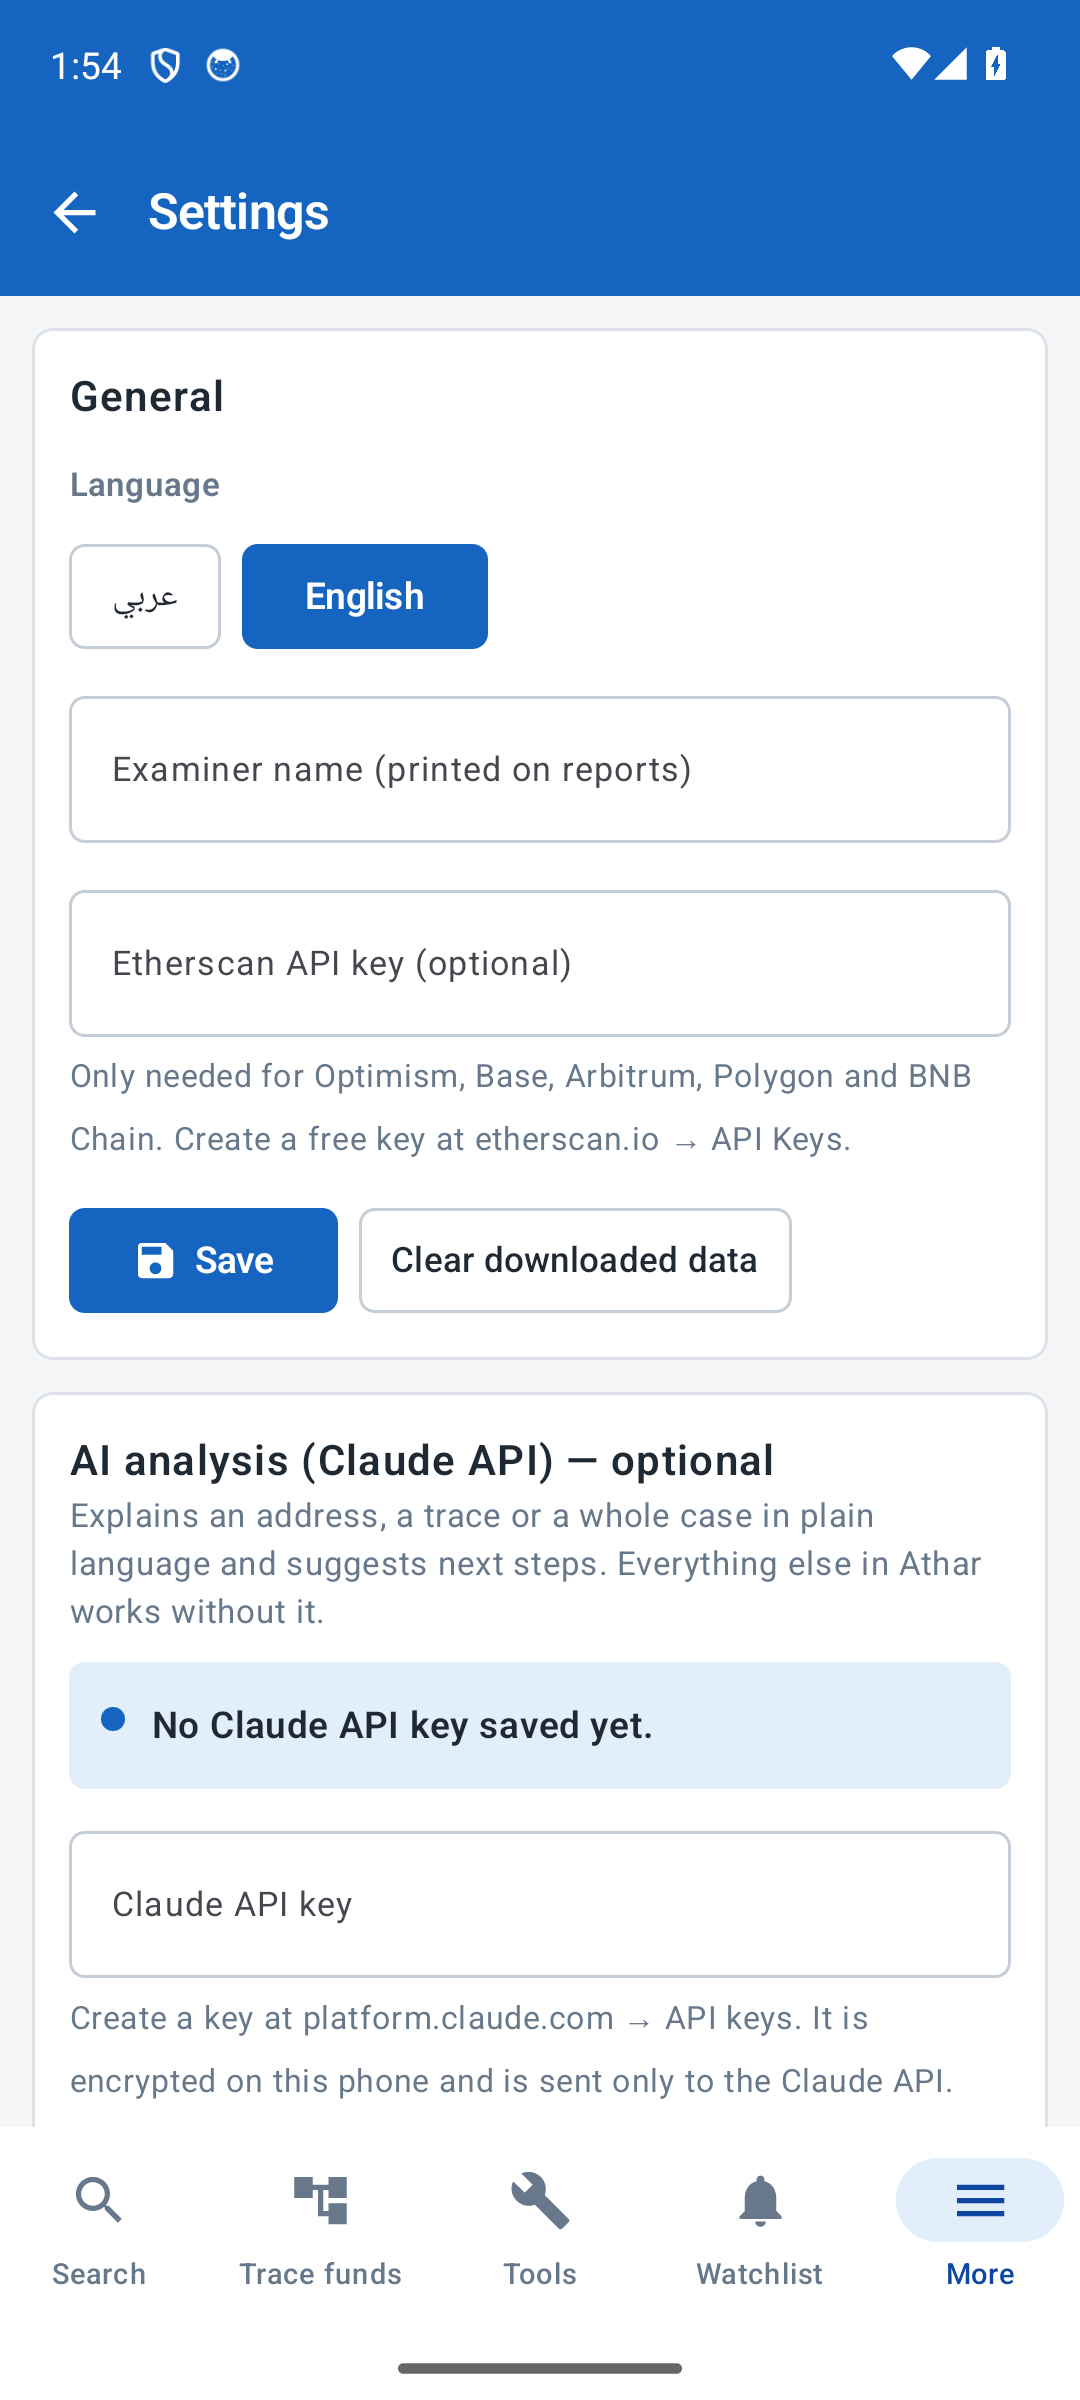 1:54
Settings
General
Language
عربي
English
Examiner name (printed on reports)
Etherscan API key (optional)
Only needed for Optimism, Base, Arbitrum, Polygon and BNB
Chain. Create a free key at etherscan.io → API Keys.
Save
Clear downloaded data
AI analysis (Claude API) — optional
Explains an address, a trace or a whole case in plain
language and suggests next steps. Everything else in Athar
works without it.
No Claude API key saved yet.
Claude API key
Create a key at platform.claude.com → API keys. It is
encrypted on this phone and is sent only to the Claude API.
Search
Trace funds
Tools
Watchlist
More